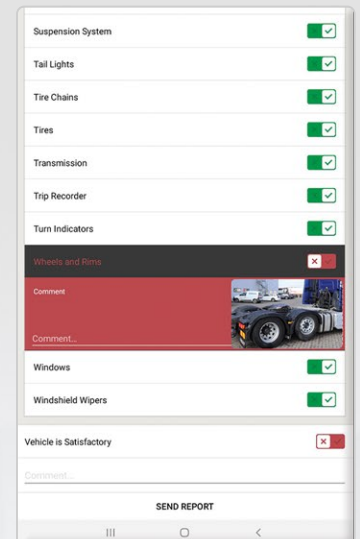 Suspension System
Tail Lights
Tire Chains
Tires
Transmission
Trip Recorder
Turn Indicators
Wheels and Rims
Comment
Comment...
Windows
Windshield Wipers
Vehicle is Satisfactory
Comment...
SEND REPORT